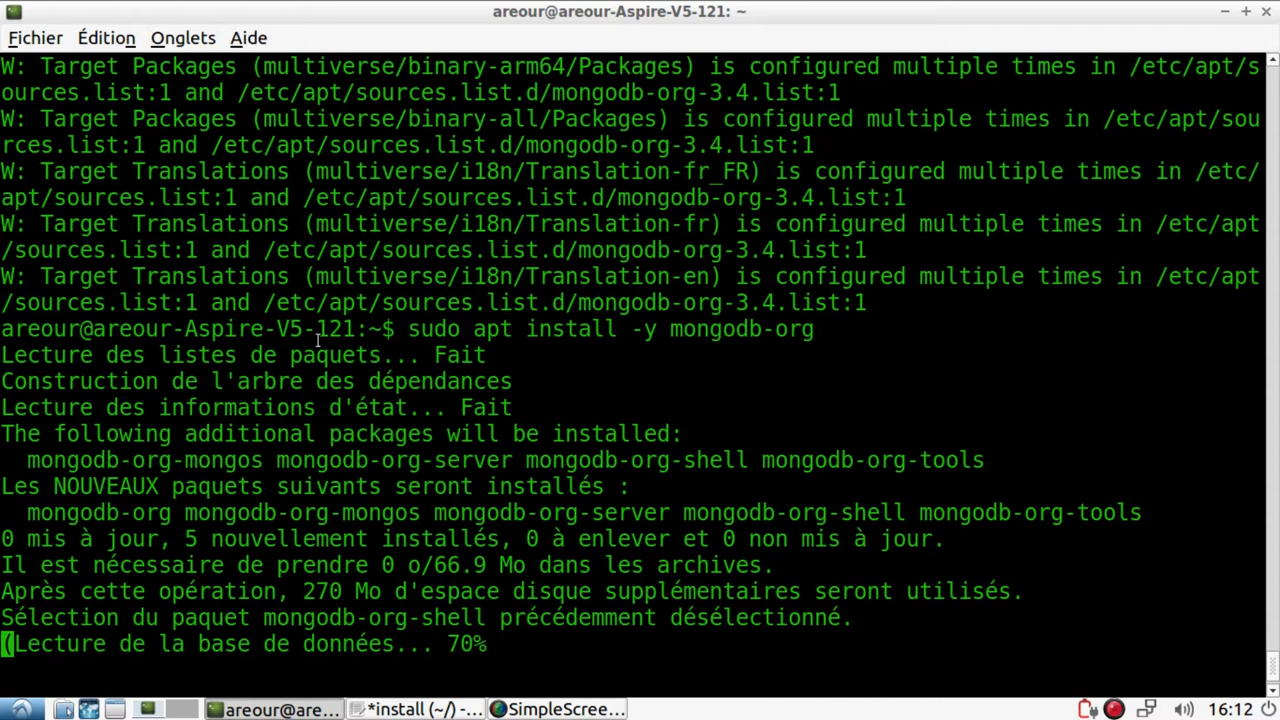 areour@areour-Aspire-V5-121: ~
Fichier Édition Onglets Aide
W: Target Packages (multiverse/binary-arm64/Packages) is configured multiple times in /etc/apt/s
ources.list:1 and /etc/apt/sources.list.d/mongodb-org-3.4.list:1
W: Target Packages (multiverse/binary-all/Packages) is configured multiple times in /etc/apt/sou
rces.list:1 and /etc/apt/sources.list.d/mongodb-org-3.4.list:1
W: Target Translations (multiverse/i18n/Translation-fr_FR) is configured multiple times in /etc/
apt/sources.list:1 and /etc/apt/sources.list.d/mongodb-org-3.4.list:1
W: Target Translations (multiverse/i18n/Translation-fr) is configured multiple times in /etc/apt
/sources.list:1 and /etc/apt/sources.list.d/mongodb-org-3.4.list:1
W: Target Translations (multiverse/i18n/Translation-en) is configured multiple times in /etc/apt
/sources.list:1 and /etc/apt/sources.list.d/mongodb-org-3.4.list:1
areour@areour-Aspire-V5-121:~$ sudo apt install -y mongodb-org
Lecture des listes de paquets... Fait
Construction de l'arbre des dépendances
Lecture des informations d'état... Fait
The following additional packages will be installed:
  mongodb-org-mongos mongodb-org-server mongodb-org-shell mongodb-org-tools
Les NOUVEAUX paquets suivants seront installés :
  mongodb-org mongodb-org-mongos mongodb-org-server mongodb-org-shell mongodb-org-tools
0 mis à jour, 5 nouvellement installés, 0 à enlever et 0 non mis à jour.
Il est nécessaire de prendre 0 o/66.9 Mo dans les archives.
Après cette opération, 270 Mo d'espace disque supplémentaires seront utilisés.
Sélection du paquet mongodb-org-shell précédemment désélectionné.
(Lecture de la base de données... 70%
areour@are... *install (~/) -... SimpleScree... 16:12